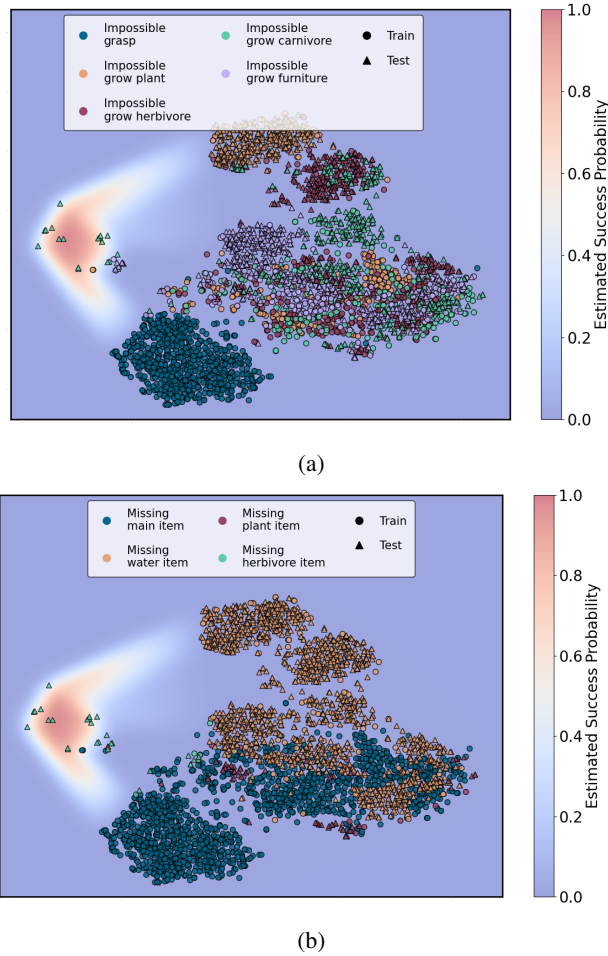 Impossible
grasp
Impossible
grow plant
Impossible
grow herbivore
Impossible
grow carnivore
Impossible
grow furniture
Train
Test
1.0
0.8
0.6
0.4
0.2
0.0
Estimated Success Probability
(a)
Missing
main item
Missing
water item
Missing
plant item
Missing
herbivore item
Train
Test
1.0
0.8
0.6
0.4
0.2
0.0
Estimated Success Probability
(b)